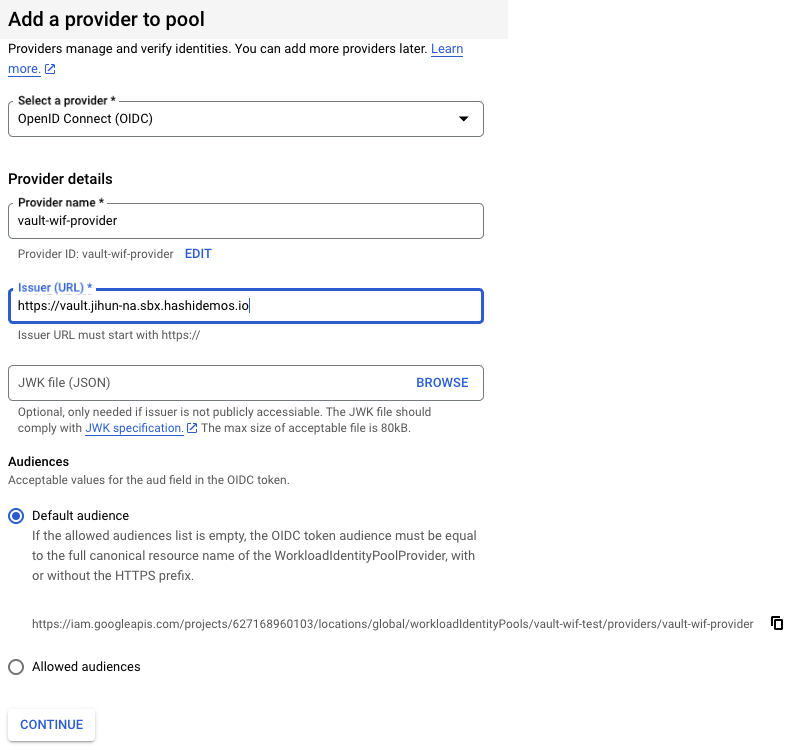 Add a provider to pool
Providers manage and verify identities. You can add more providers later. Learn
more.
Select a provider *
OpenID Connect (OIDC)
Provider details
Provider name *
vault-wif-provider
Provider ID: vault-wif-provider EDIT
Issuer (URL) *
https://vault.jihun-na.sbx.hashidemos.io
Issuer URL must start with https://
JWK file (JSON) BROWSE
Optional, only needed if issuer is not publicly accessiable. The JWK file should
comply with JWK specification. The max size of acceptable file is 80kB.
Audiences
Acceptable values for the aud field in the OIDC token.
Default audience
If the allowed audiences list is empty, the OIDC token audience must be equal
to the full canonical resource name of the WorkloadIdentityPoolProvider, with
or without the HTTPS prefix.
https://iam.googleapis.com/projects/627168960103/locations/global/workloadIdentityPools/vault-wif-test/providers/vault-wif-provider
Allowed audiences
CONTINUE